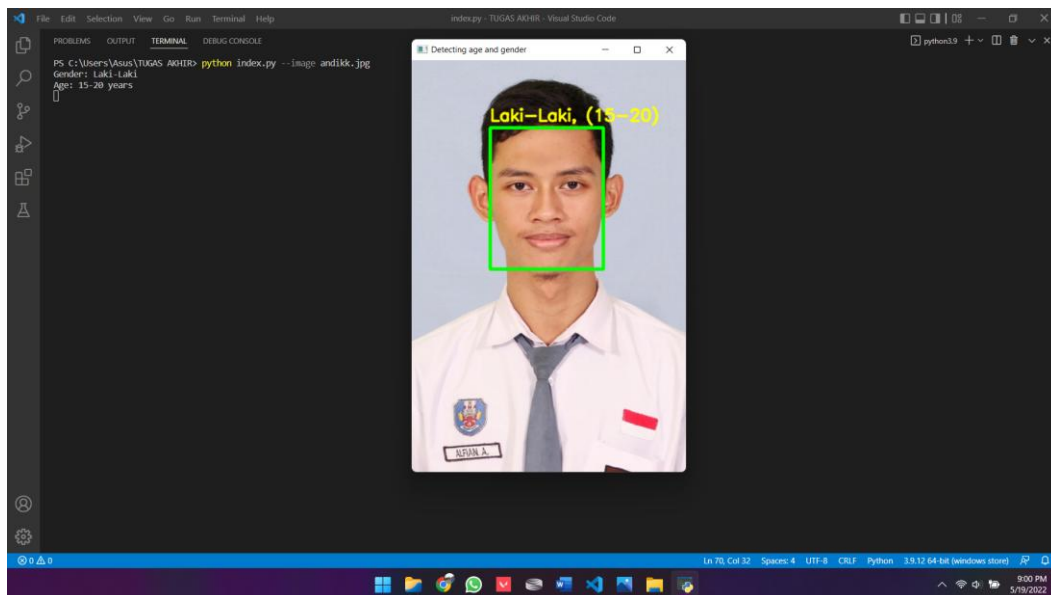 File Edit Selection View Go Run Terminal Help
index.py - TUGAS AKHIR - Visual Studio Code
PROBLEMS OUTPUT TERMINAL DEBUG CONSOLE
python3.9
PS C:\Users\Asus\TUGAS AKHIR> python index.py --image andikk.jpg
Gender: Laki-Laki
Age: 15-20 years
Detecting age and gender
Laki-Laki, (15-20)
ALFIAN. A.
0 0
Ln 70, Col 32 Spaces: 4 UTF-8 CRLF Python 3.9.12 64-bit (windows store)
9:00 PM
5/19/2022